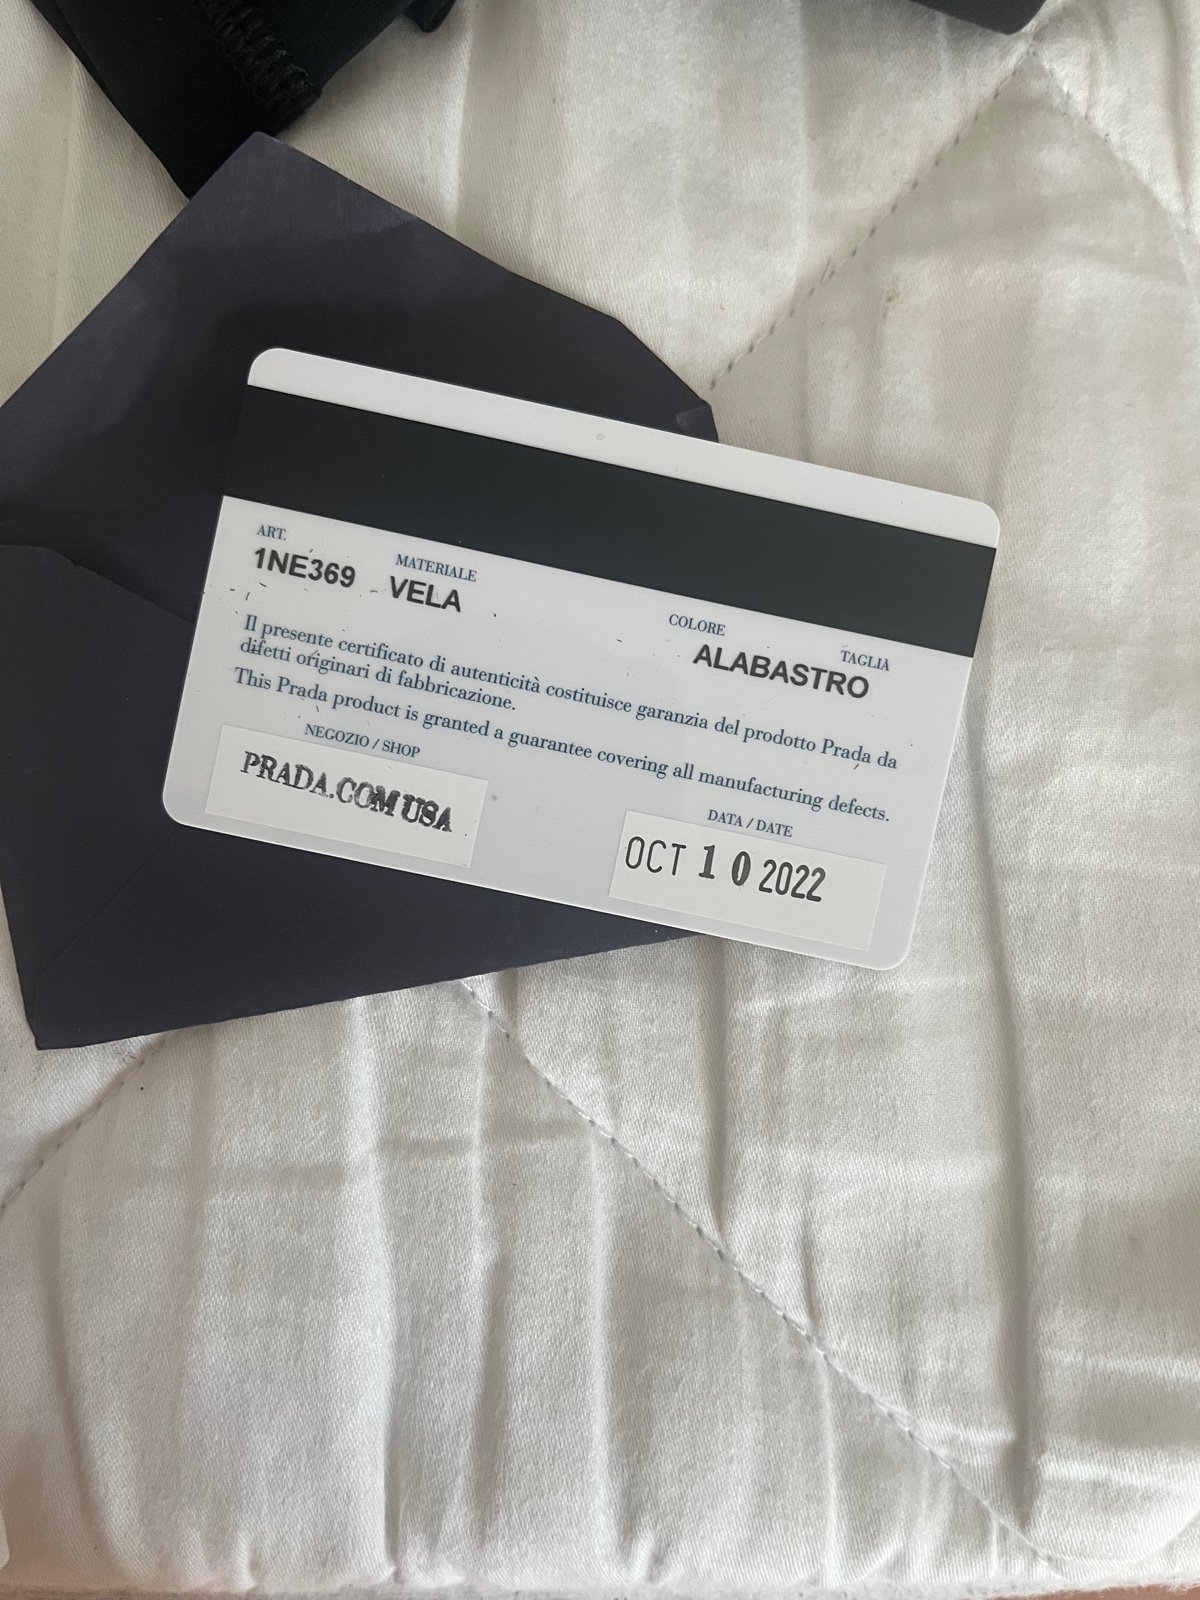 ART.
1NE369
MATERIALE
VELA
COLORE
ALABASTRO
TAGLIA
Il presente certificato di autenticità costituisce garanzia del prodotto Prada da
difetti originari di fabbricazione.
This Prada product is granted a guarantee covering all manufacturing defects.
NEGOZIO / SHOP
PRADA.COM USA
DATA / DATE
OCT 10 2022